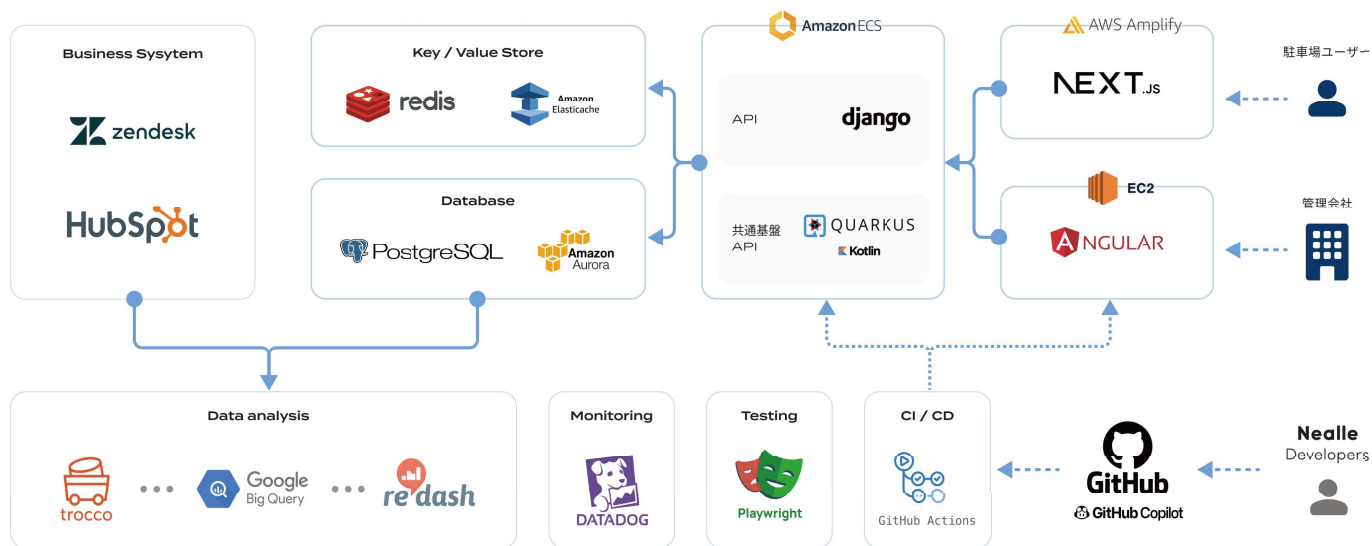 Business Sysytem
zendesk
HubSpot
Key / Value Store
redis
Amazon
Elasticache
Database
PostgreSQL
Amazon
Aurora
Amazon ECS
API
django
共通基盤
API
QUARKUS
Kotlin
AWS Amplify
NEXT.JS
EC2
ANGULAR
駐車場ユーザー
管理会社
Data analysis
trocco
Google
Big Query
re:dash
Monitoring
DATADOG
Testing
Playwright
CI / CD
GitHub Actions
GitHub
GitHub Copilot
Nealle
Developers